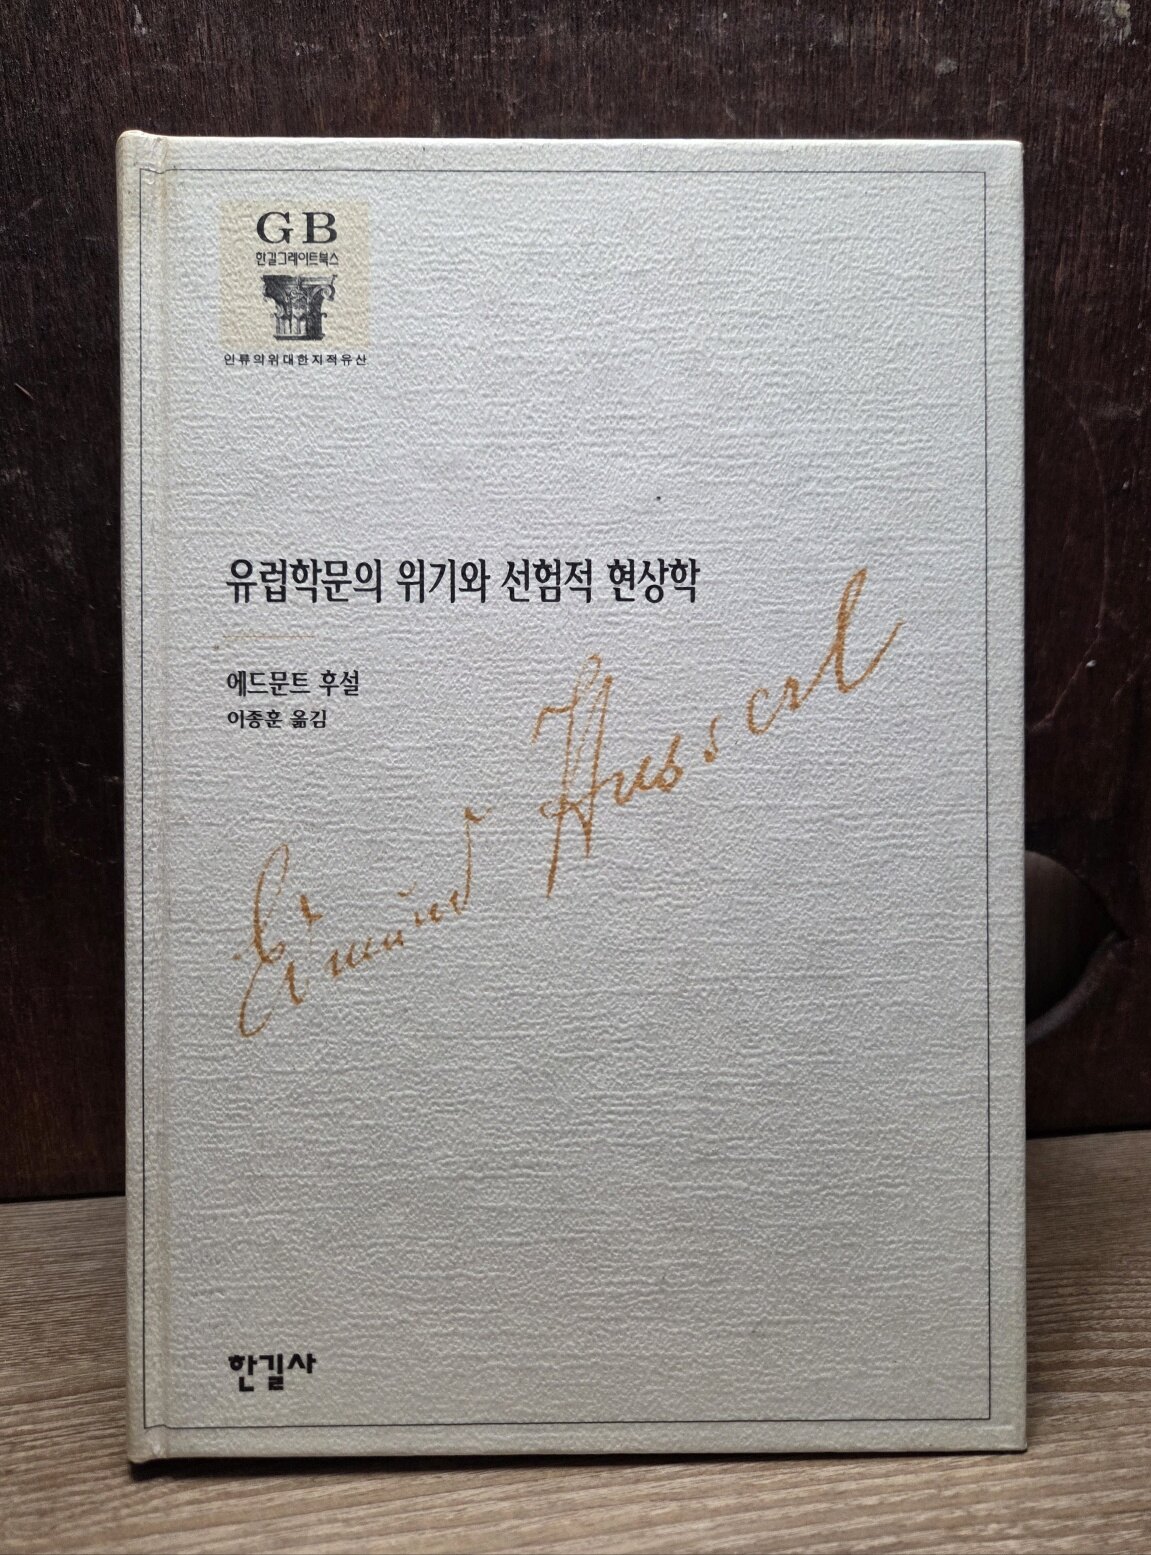 GB
한길그레이트북스
인류의위대한지적유산
유럽학문의 위기와 선험적 현상학
에드문트 후설
이종훈 옮김
Edmund Husserl
한길사